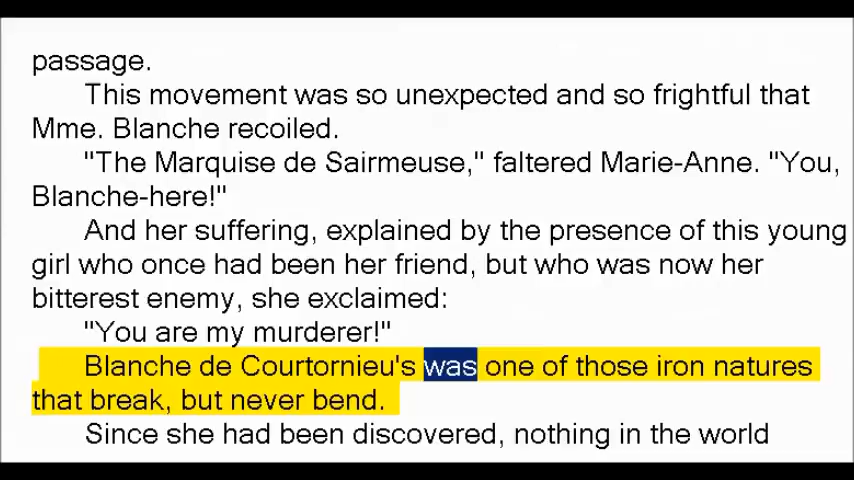 passage.
This movement was so unexpected and so frightful that
Mme. Blanche recoiled.
"The Marquise de Sairmeuse," faltered Marie-Anne. "You,
Blanche-here!"
And her suffering, explained by the presence of this young
girl who once had been her friend, but who was now her
bitterest enemy, she exclaimed:
"You are my murderer!"
Blanche de Courtornieu's was one of those iron natures
that break, but never bend.
Since she had been discovered, nothing in the world